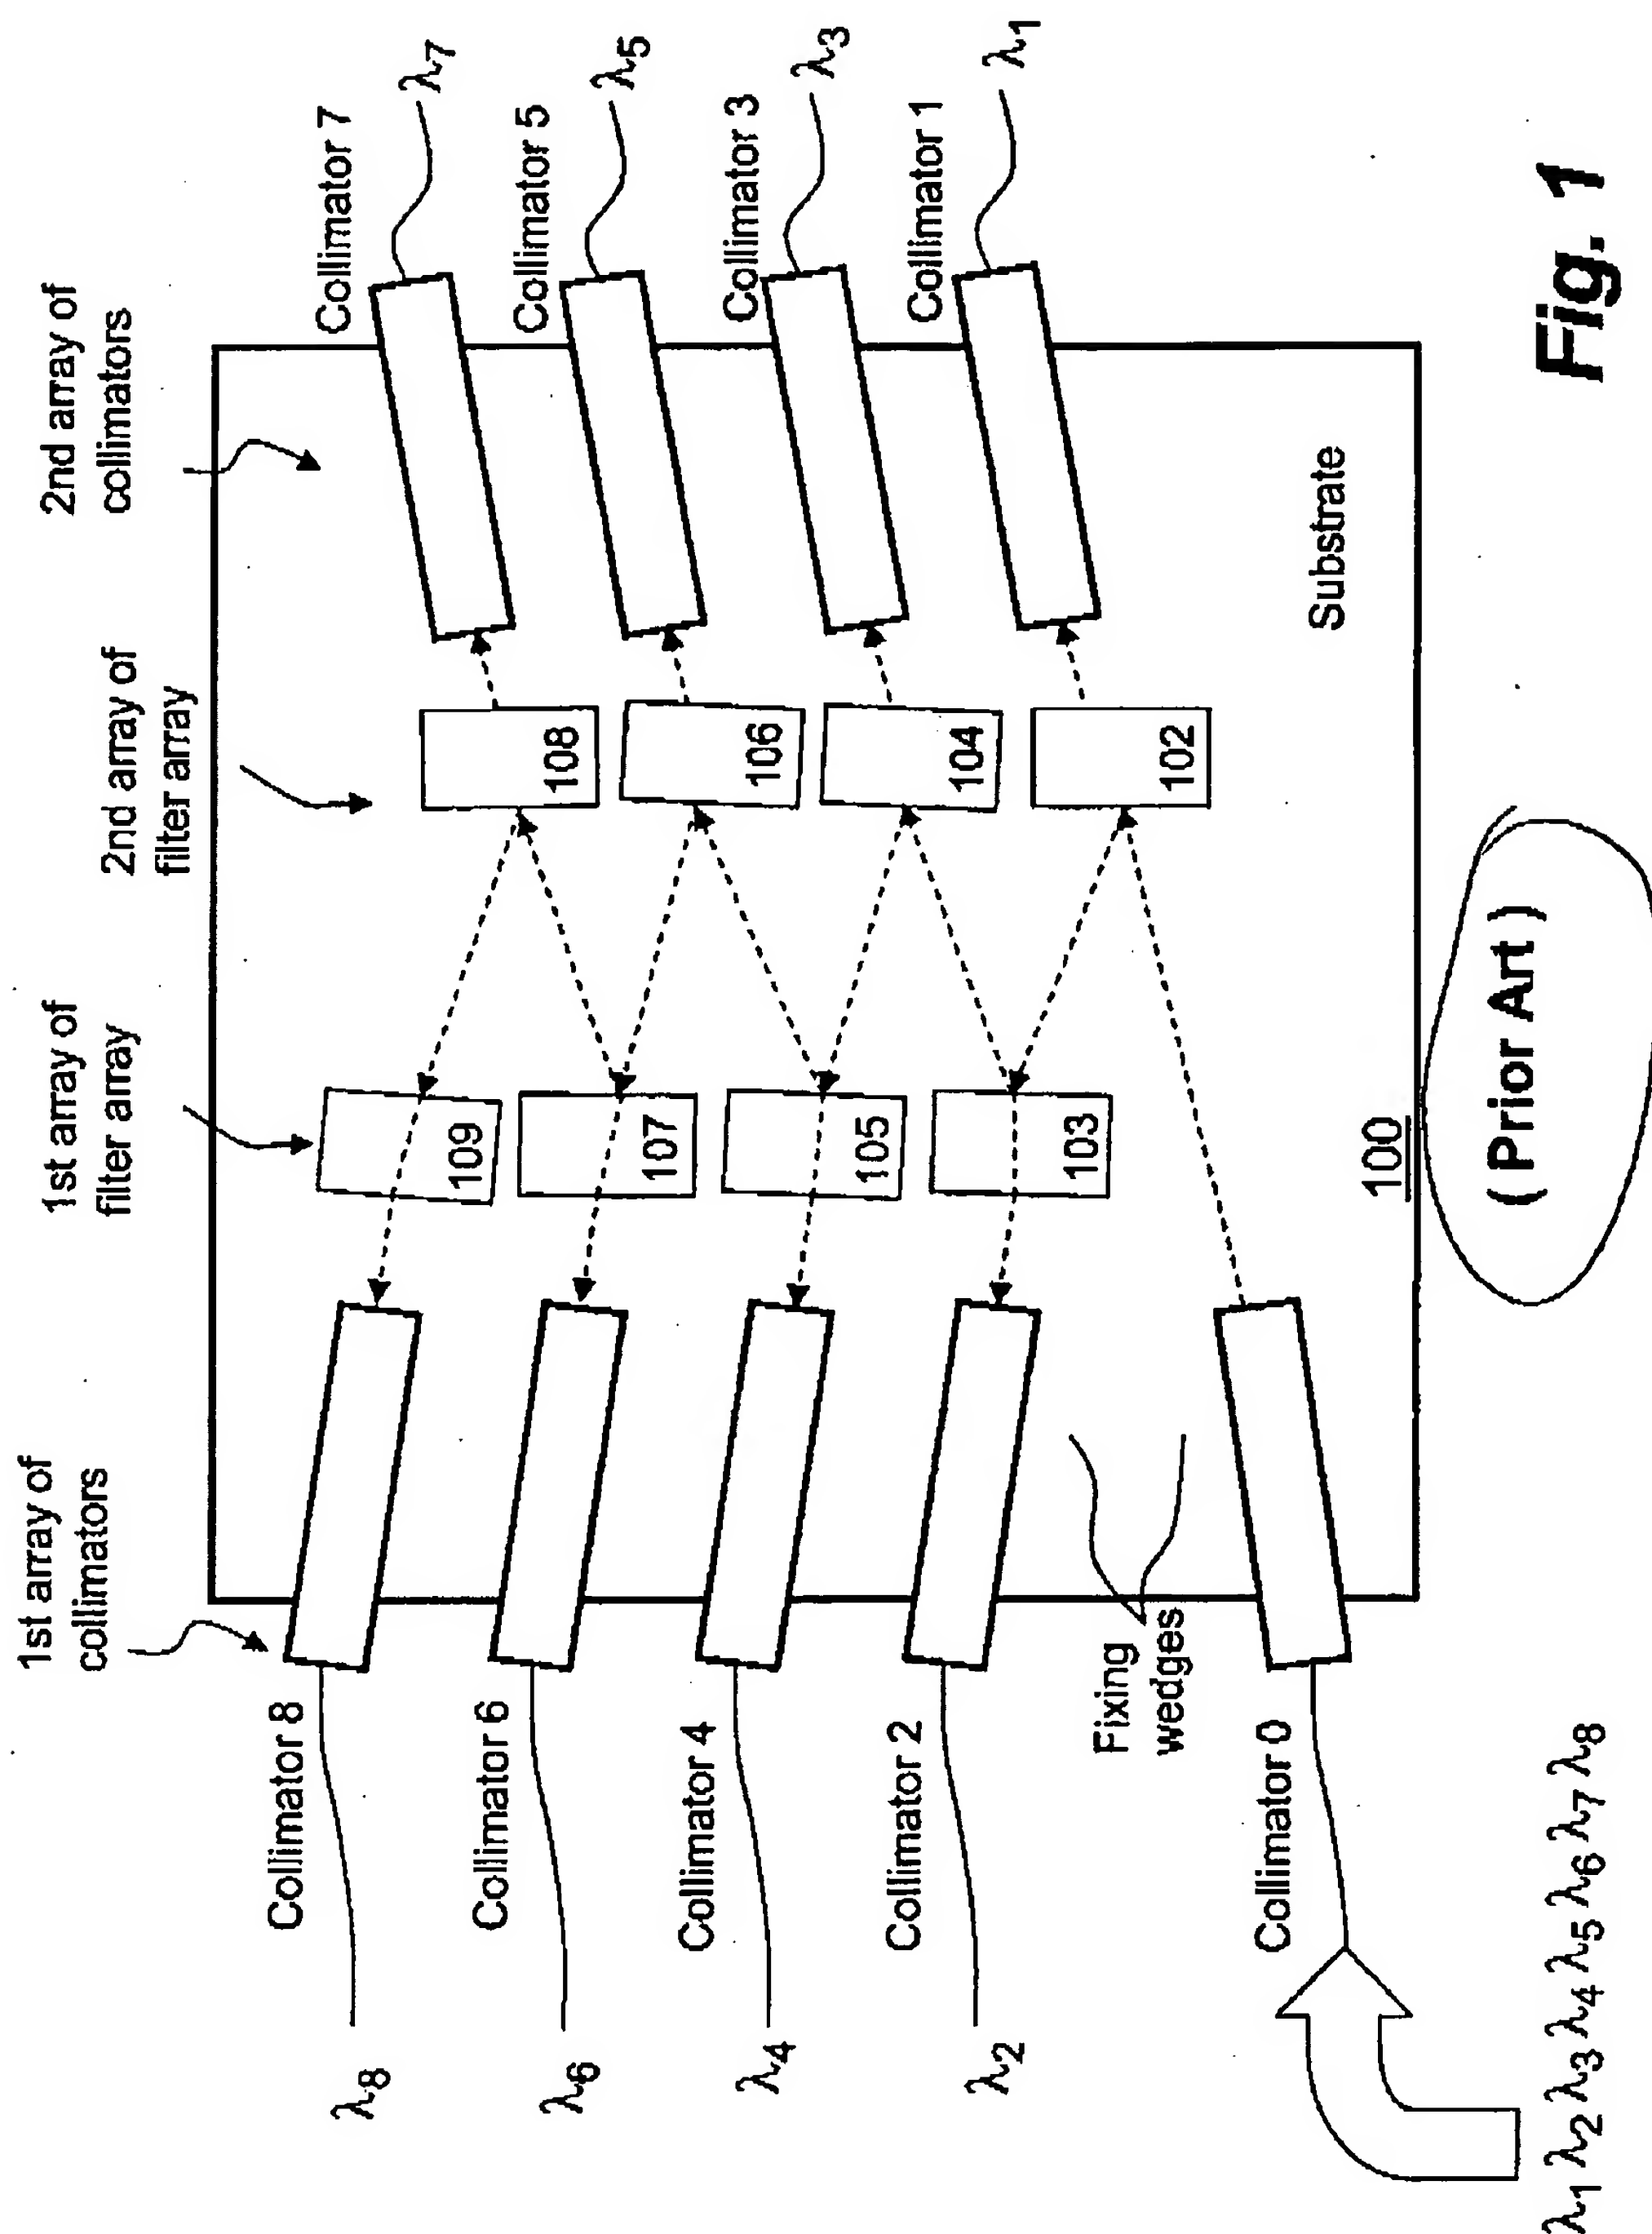 1st array of
collimators
1st array of
filter array
2nd array of
filter array
2nd array of
collimators
Collimator 8
λ8
Collimator 6
λ6
Collimator 4
λ4
Collimator 2
λ2
Fixing
wedges
Collimator 0
λ1 λ2 λ3 λ4 λ5 λ6 λ7 λ8
109
107
105
103
108
106
104
102
Collimator 7
λ7
Collimator 5
λ5
Collimator 3
λ3
Collimator 1
λ1
Substrate
100
( Prior Art )
Fig. 1